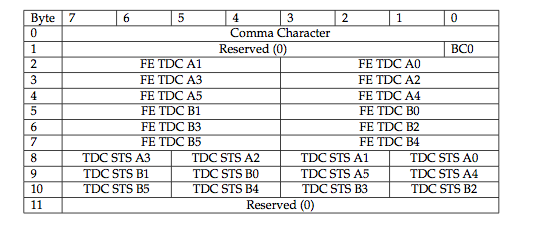 Byte 7 6 5 4 3 2 1 0
0 Comma Character
1 Reserved (0) BC0
2 FE TDC A1 FE TDC A0
3 FE TDC A3 FE TDC A2
4 FE TDC A5 FE TDC A4
5 FE TDC B1 FE TDC B0
6 FE TDC B3 FE TDC B2
7 FE TDC B5 FE TDC B4
8 TDC STS A3 TDC STS A2 TDC STS A1 TDC STS A0
9 TDC STS B1 TDC STS B0 TDC STS A5 TDC STS A4
10 TDC STS B5 TDC STS B4 TDC STS B3 TDC STS B2
11 Reserved (0)